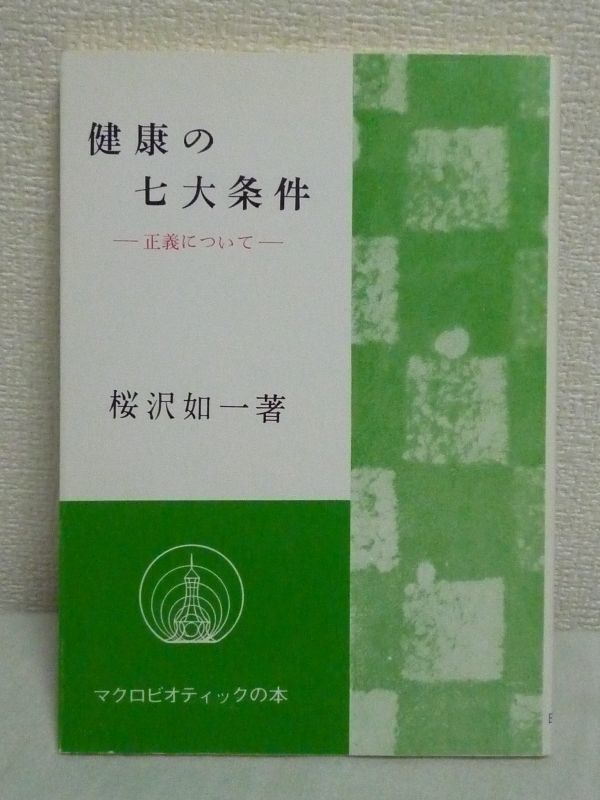 健康の
七大条件
―正義について―
桜沢如一著
マクロビオティックの本